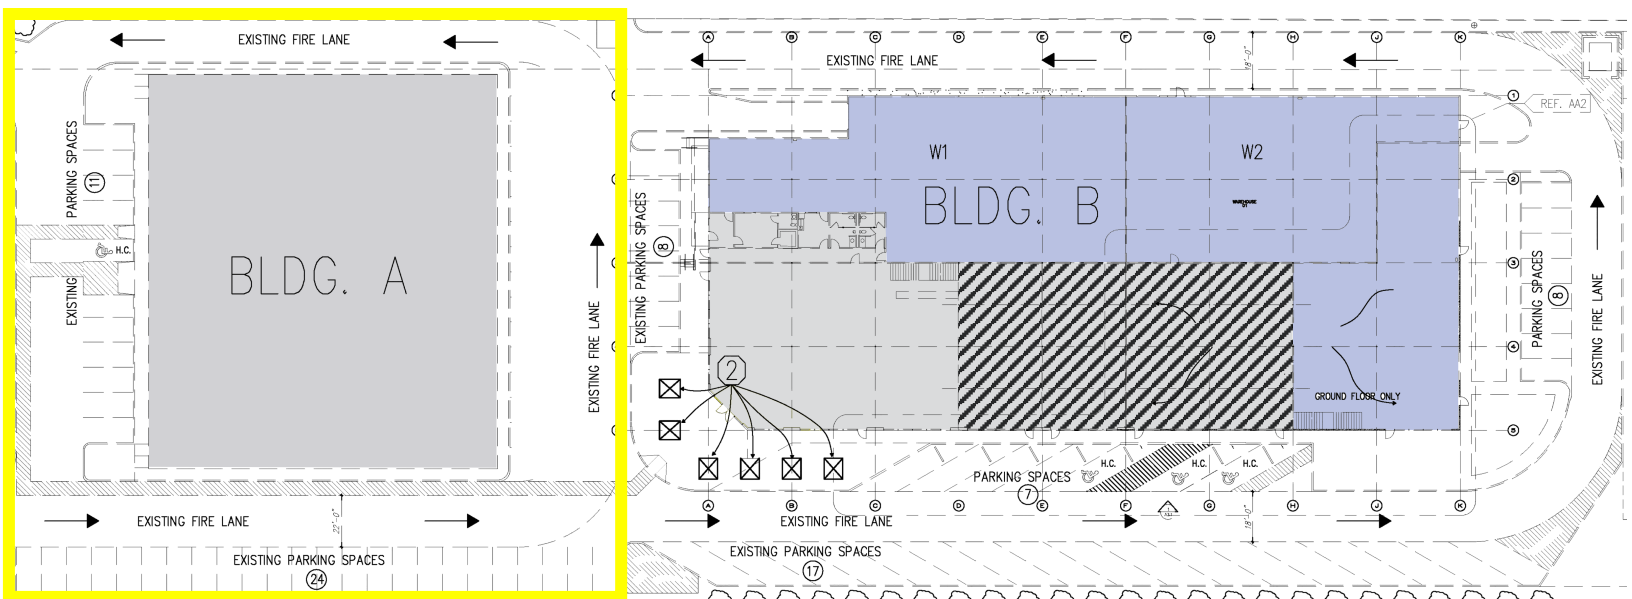 EXISTING FIRE LANE
PARKING SPACES
11
H.C.
EXISTING
BLDG. A
EXISTING FIRE LANE
EXISTING FIRE LANE
22'-0"
EXISTING PARKING SPACES
24
A B C D E F G H J K
EXISTING FIRE LANE
18'-0"
1
REF. AA2
W1
W2
BLDG. B
2
EXISTING PARKING SPACES
8
3
PARKING SPACES
8
EXISTING FIRE LANE
4
2
GROUND FLOOR ONLY
5
H.C.
H.C.
H.C.
PARKING SPACES
7
A B C D E F G H J K
EXISTING FIRE LANE
18'-0"
EXISTING PARKING SPACES
17